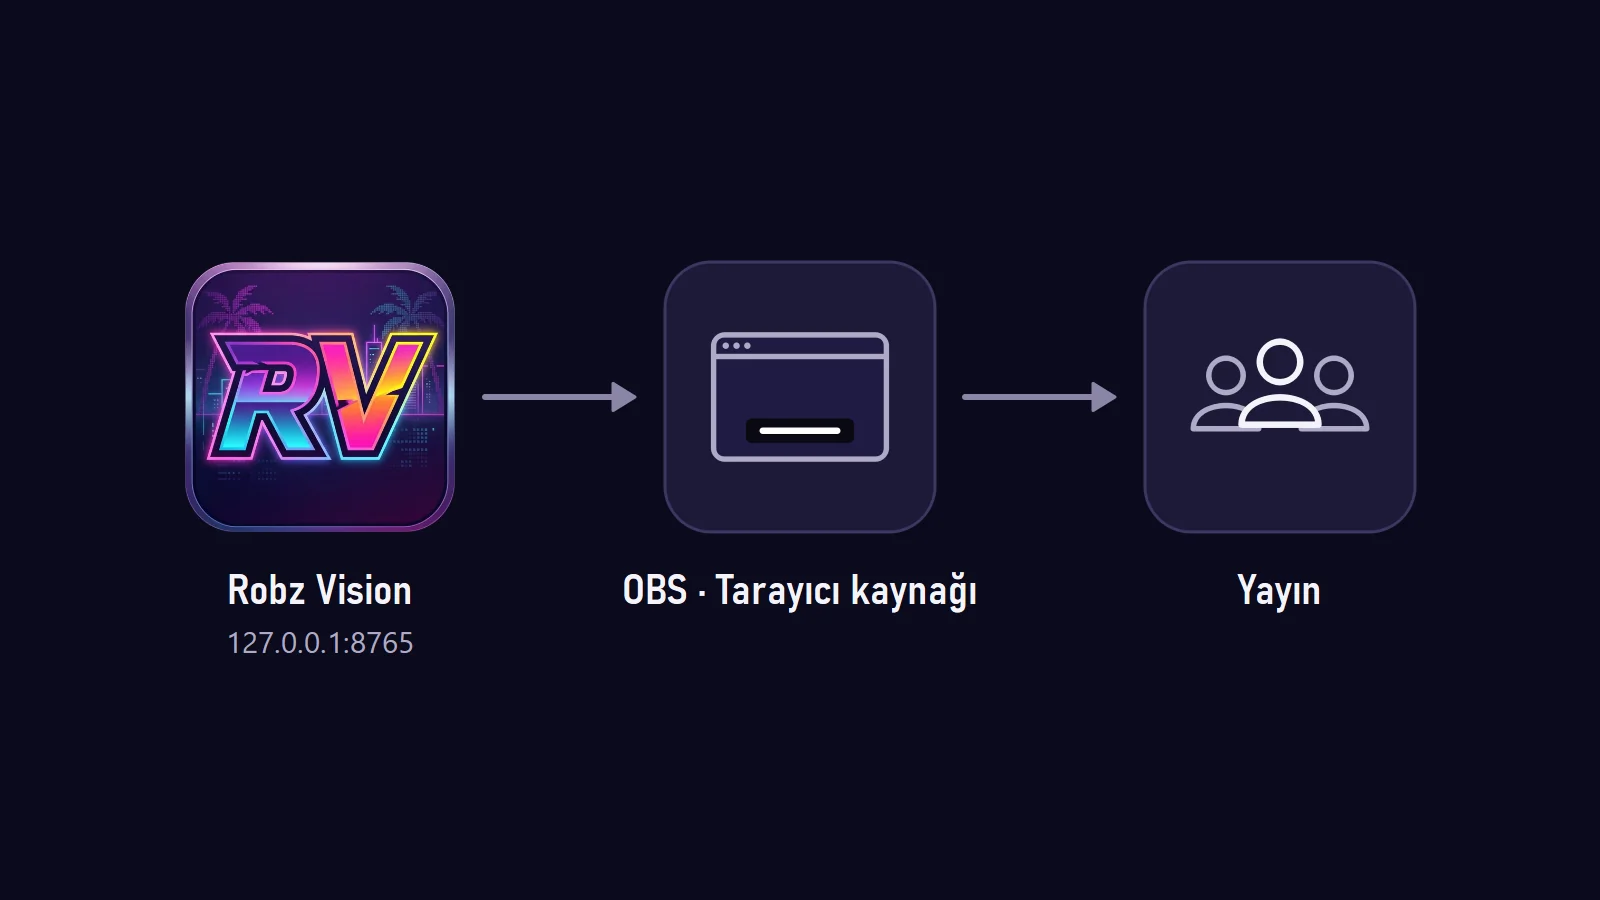 RV
Robz Vision
127.0.0.1:8765
OBS · Tarayıcı kaynağı
Yayın